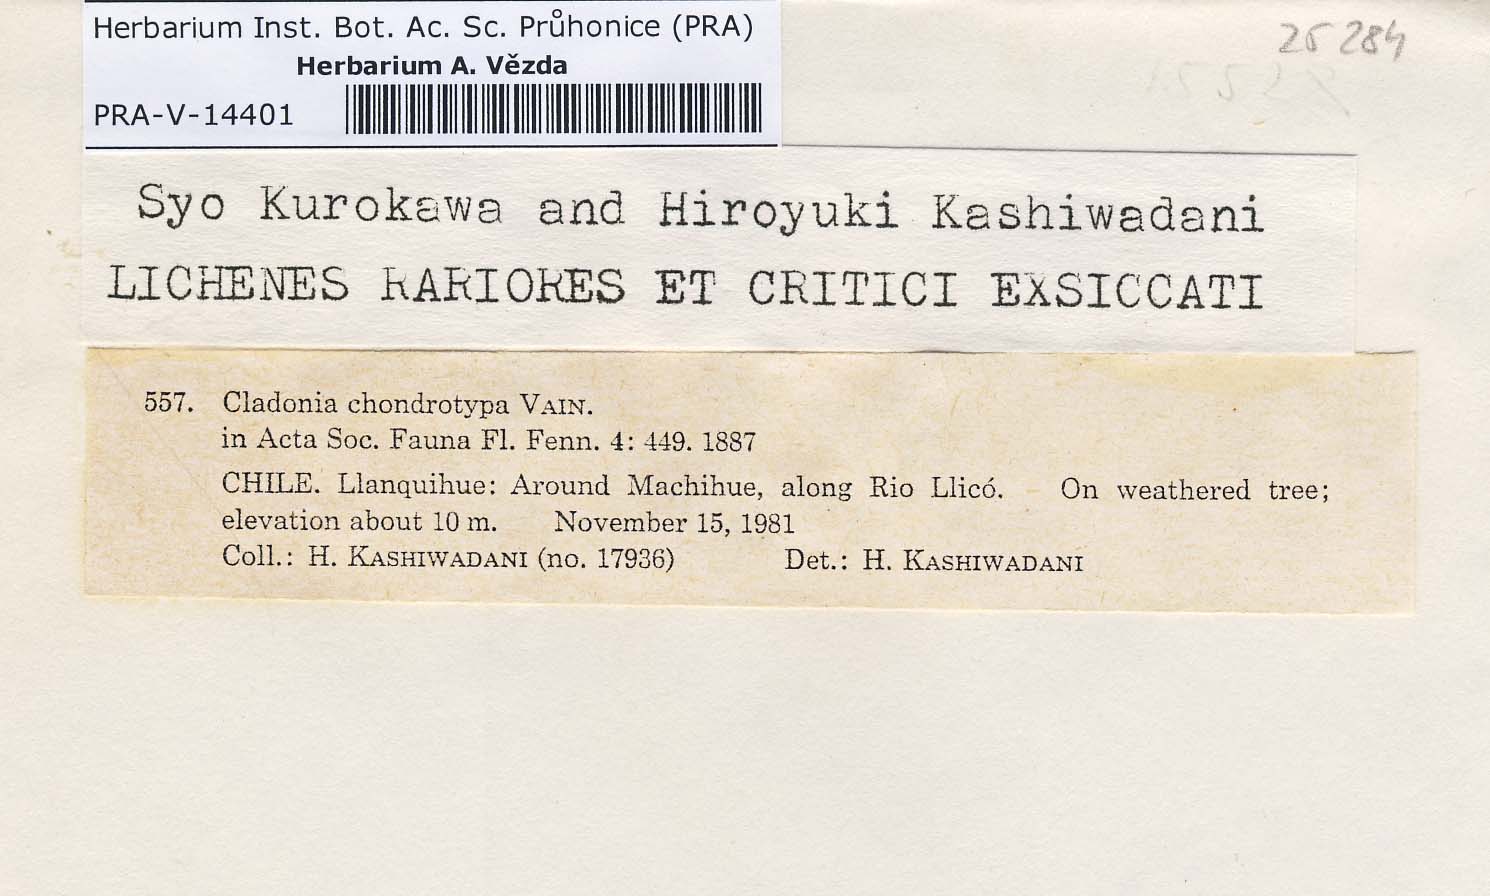 Herbarium Inst. Bot. Ac. Sc. Průhonice (PRA)
Herbarium A. Vězda
PRA-V-14401
25 284
Syo Kurokawa and Hiroyuki Kashiwadani
LICHENES RARIORES ET CRITICI EXSICCATI
557. Cladonia chondrotypa VAIN.
in Acta Soc. Fauna Fl. Fenn. 4: 449. 1887
CHILE. Llanquihue: Around Machihue, along Rio Llicó. On weathered tree;
elevation about 10 m. November 15, 1981
Coll.: H. KASHIWADANI (no. 17936) Det.: H. KASHIWADANI